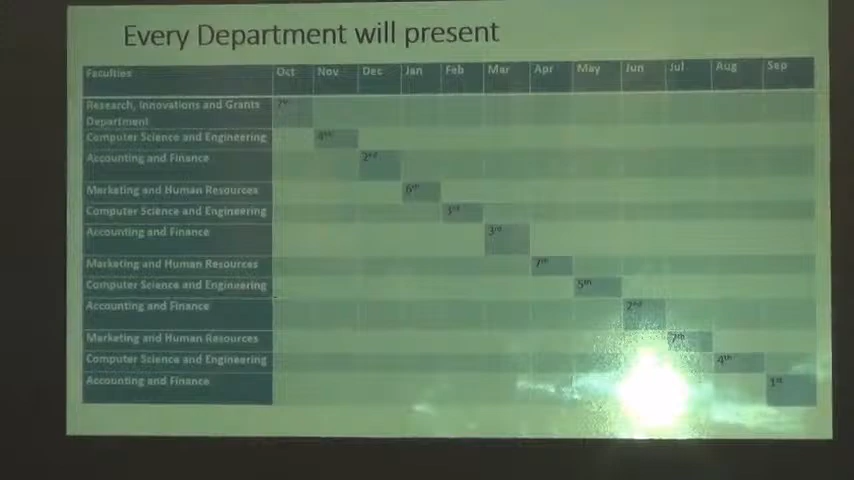 Every Department will present
Faculties Oct Nov Dec Jan Feb Mar Apr May Jun Jul Aug Sep
Research, Innovations and Grants 7th
Department
Computer Science and Engineering 4th
Accounting and Finance 2nd
Marketing and Human Resources 6th
Computer Science and Engineering 3rd
Accounting and Finance 3rd
Marketing and Human Resources 7th
Computer Science and Engineering 5th
Accounting and Finance 2nd
Marketing and Human Resources 7th
Computer Science and Engineering 4th
Accounting and Finance 1st